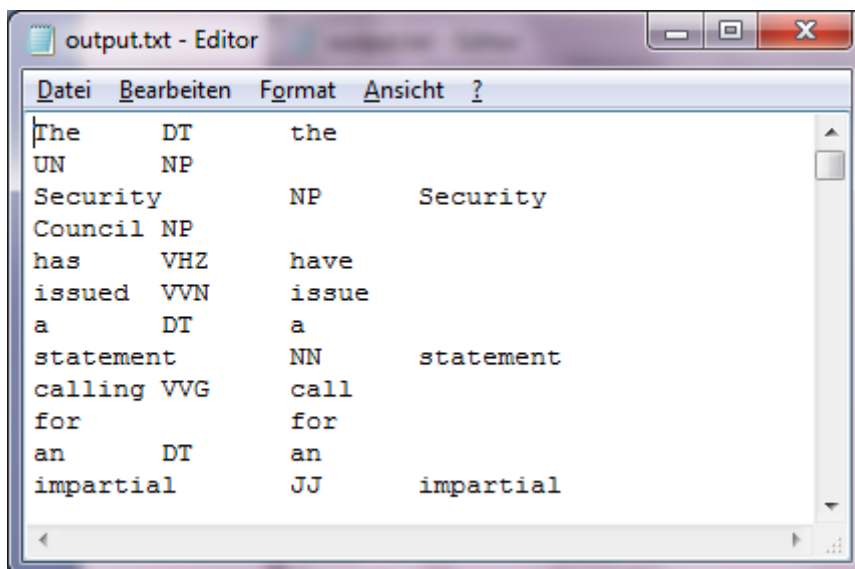 output.txt - Editor
Datei Bearbeiten Format Ansicht ?
The DT the
UN NP
Security NP Security
Council NP
has VHZ have
issued VVN issue
a DT a
statement NN statement
calling VVG call
for for
an DT an
impartial JJ impartial